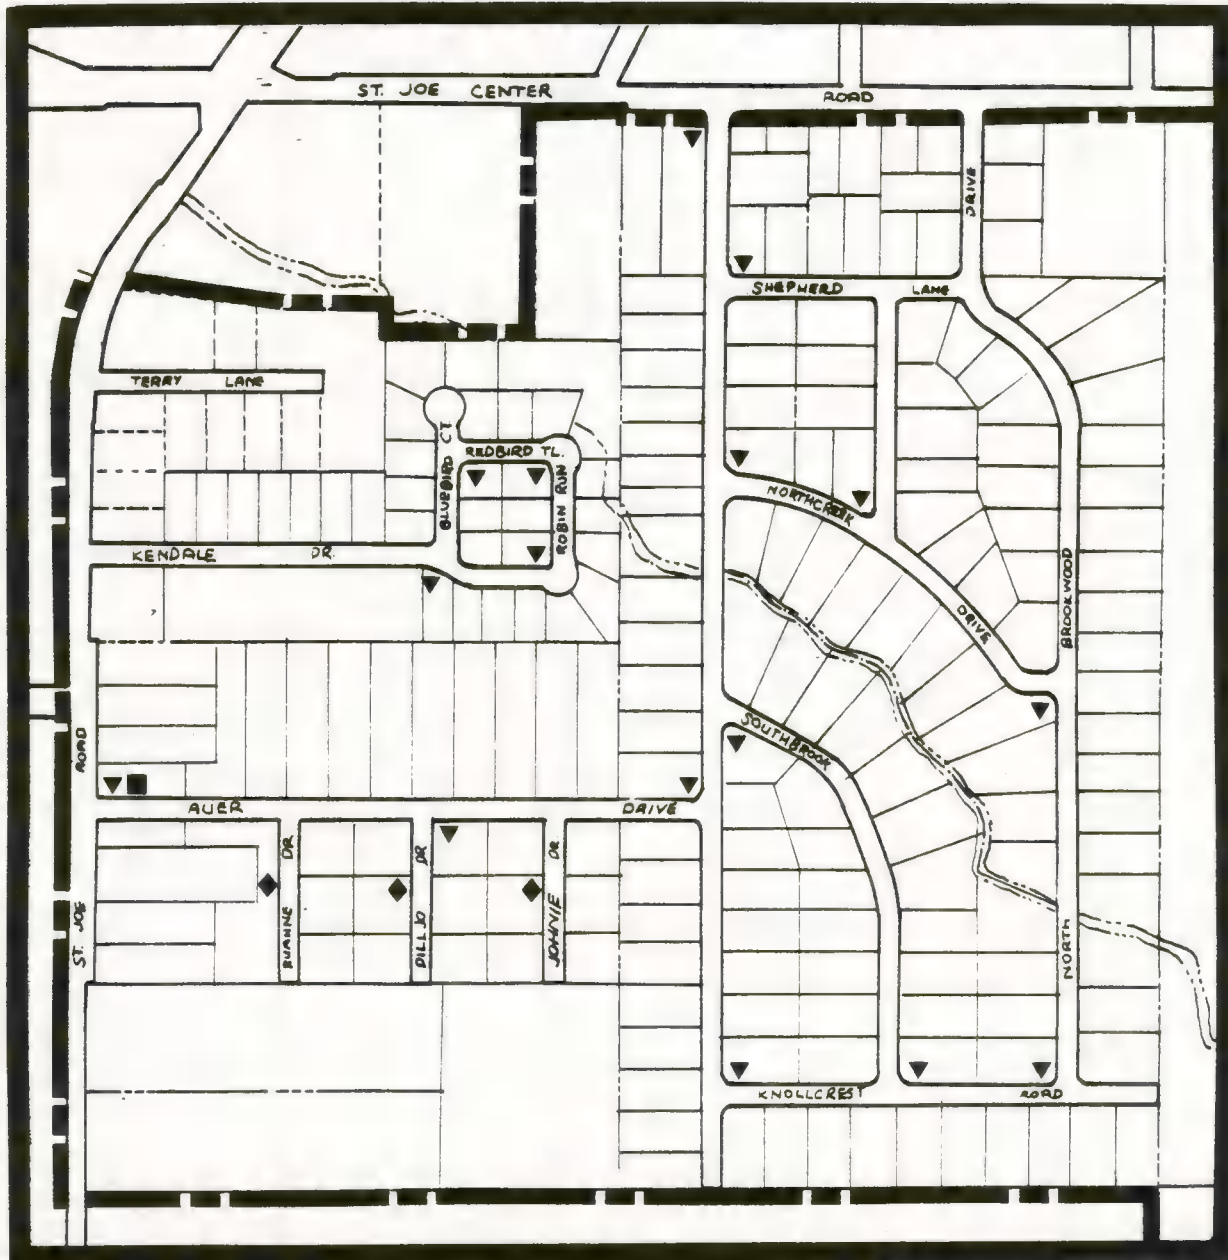 ST. JOE CENTER ROAD
DRIVE
SHEPHERD LANE
TERRY LANE
BLUEBIRD CT.
REDBIRD TL.
ROBIN RUN
NORTHCREEK DRIVE
KENDALE DR.
BROOKWOOD
SOUTHBROOK
ROAD
AUER DRIVE
RUAHNE DR
DILL JO DR
JOHNIE DR
ST. JOE
NORTH
KNOLLCREST ROAD